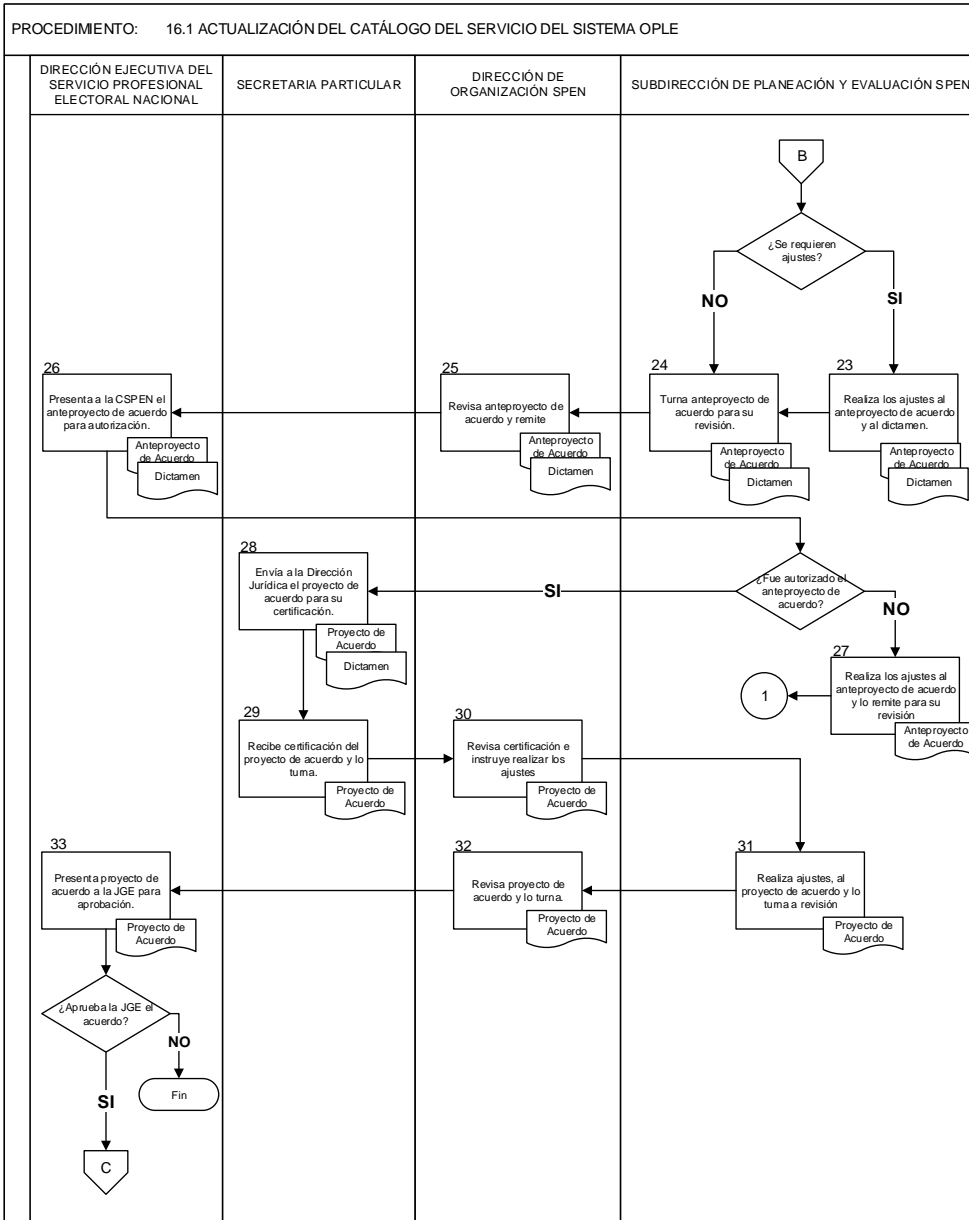 PROCEDIMIENTO: 16.1 ACTUALIZACIÓN DEL CATÁLOGO DEL SERVICIO DEL SISTEMA OPLE
DIRECCIÓN EJECUTIVA DEL
SERVICIO PROFESIONAL
ELECTORAL NACIONAL
SECRETARIA PARTICULAR
DIRECCIÓN DE
ORGANIZACIÓN SPEN
SUBDIRECCIÓN DE PLANEACIÓN Y EVALUACIÓN SPEN
B
¿Se requieren
ajustes?
NO
SI
26
Presenta a la CSPEN el
anteproyecto de acuerdo
para autorización.
Anteproyecto
de Acuerdo
Dictamen
25
Revisa anteproyecto de
acuerdo y remite
Anteproyecto
de Acuerdo
Dictamen
24
Turna anteproyecto de
acuerdo para su
revisión.
Anteproyecto
de Acuerdo
Dictamen
23
Realiza los ajustes al
anteproyecto de acuerdo
y al dictamen.
Anteproyecto
de Acuerdo
Dictamen
28
Envía a la Dirección
Jurídica el proyecto de
acuerdo para su
certificación.
Proyecto de
Acuerdo
Dictamen
SI
¿Fue autorizado el
anteproyecto de
acuerdo?
NO
27
Realiza los ajustes al
anteproyecto de acuerdo
y lo remite para su
revisión
Anteproyecto
de Acuerdo
1
29
Recibe certificación del
proyecto de acuerdo y lo
turna.
Proyecto de
Acuerdo
30
Revisa certificación e
instruye realizar los
ajustes
Proyecto de
Acuerdo
33
Presenta proyecto de
acuerdo a la JGE para
aprobación.
Proyecto de
Acuerdo
32
Revisa proyecto de
acuerdo y lo turna.
Proyecto de
Acuerdo
31
Realiza ajustes, al
proyecto de acuerdo y lo
turna a revisión
Proyecto de
Acuerdo
¿Aprueba la JGE el
acuerdo?
NO
Fin
SI
C